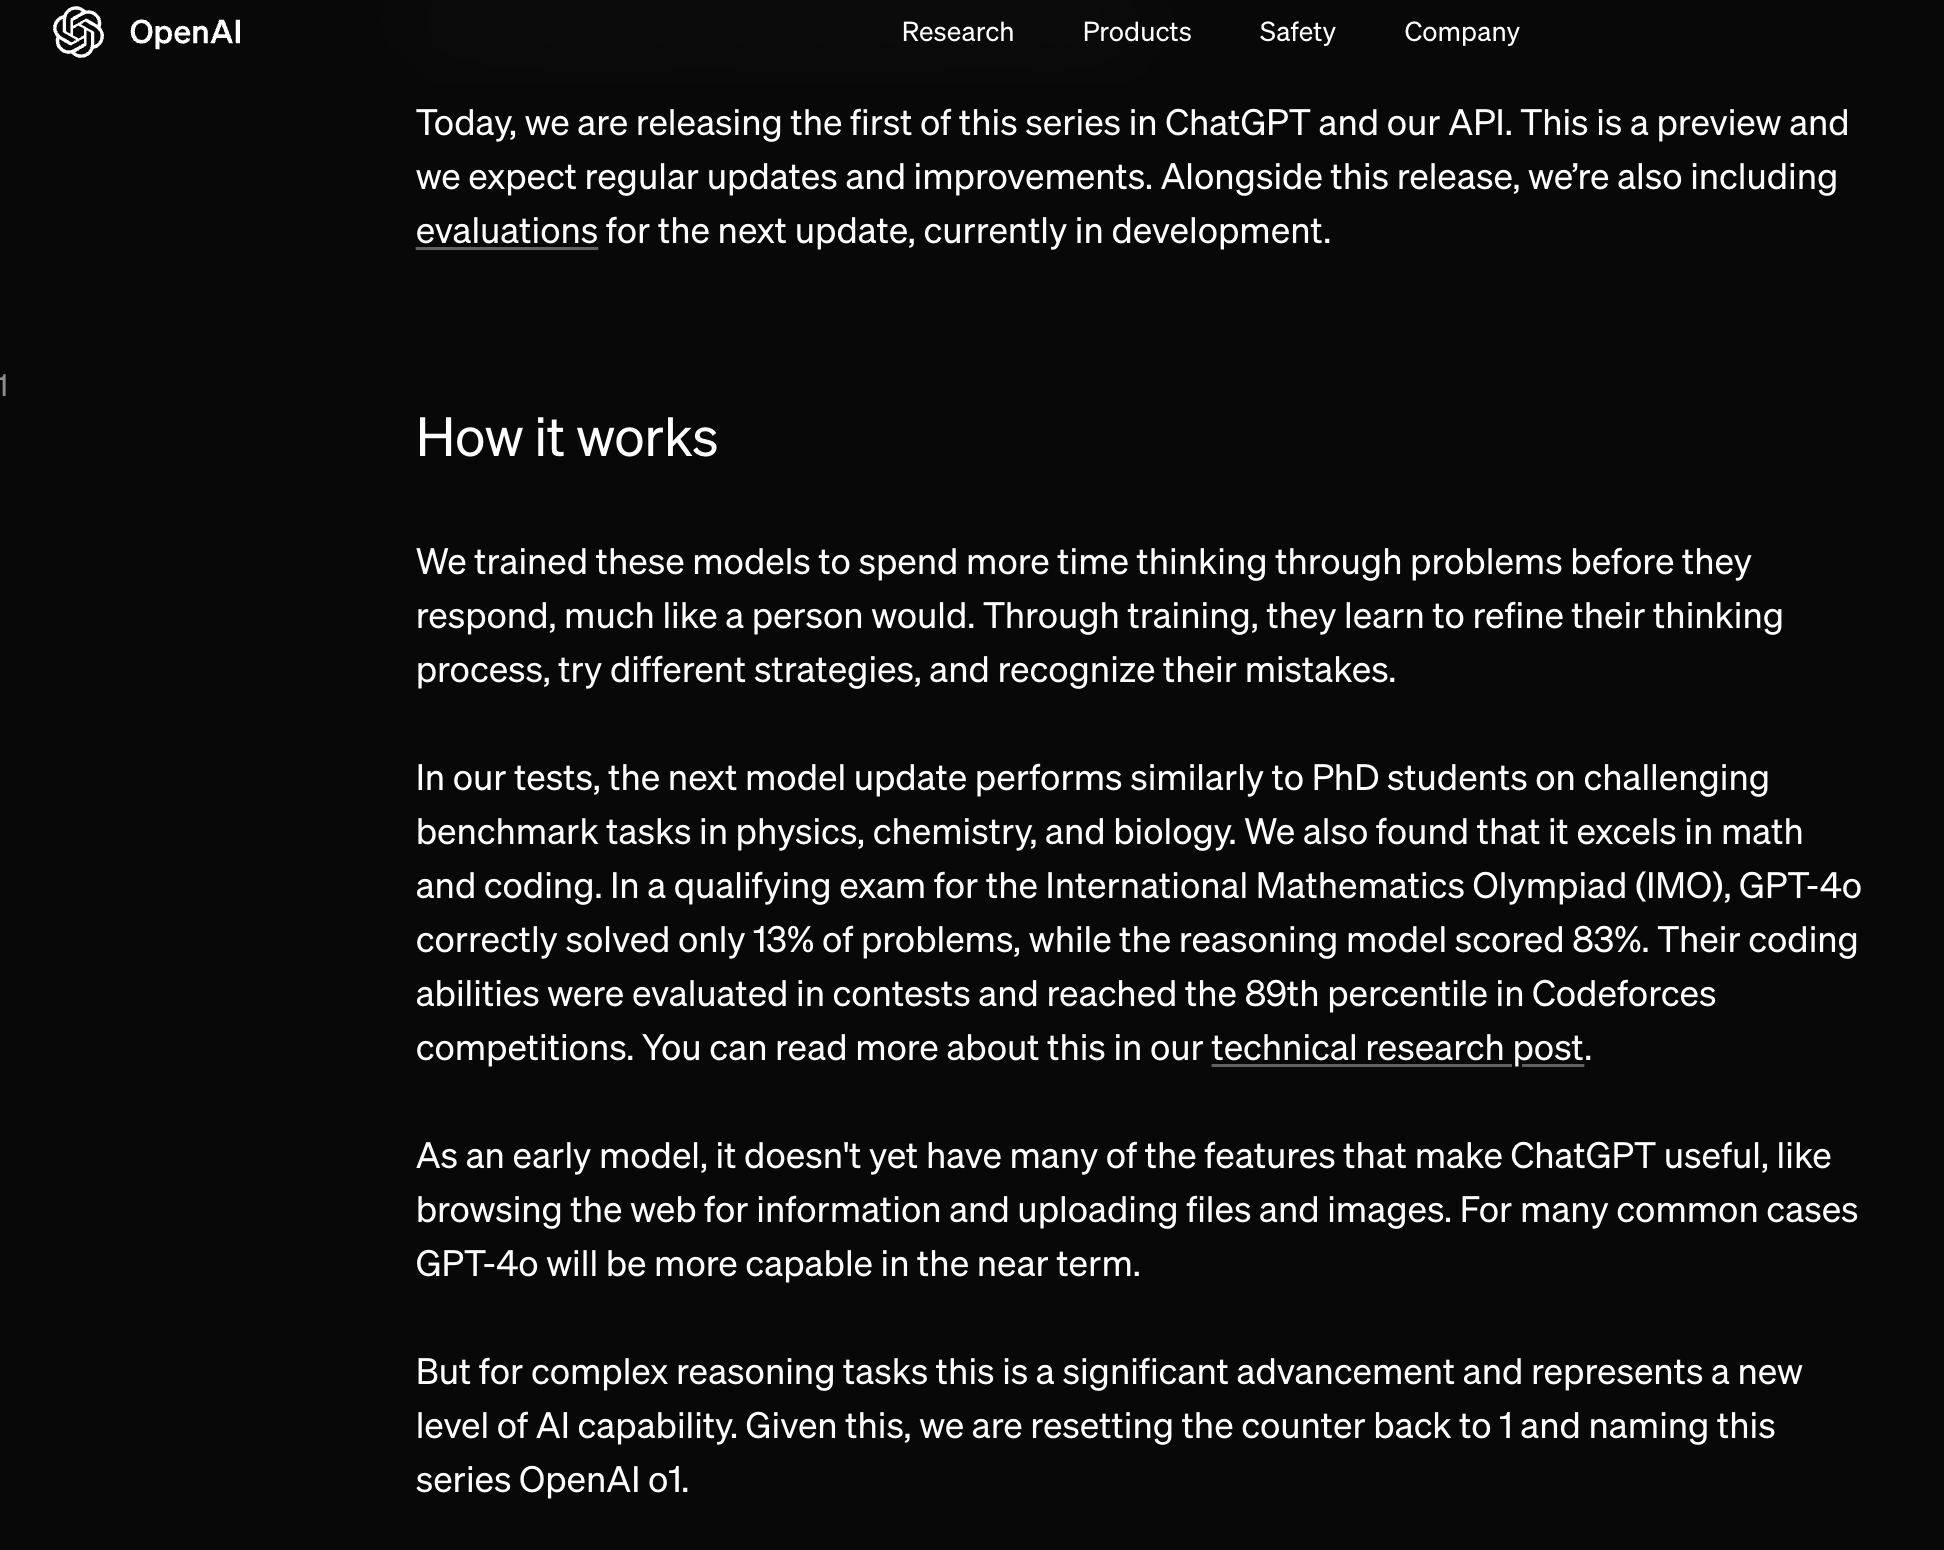 OpenAI
Research
Products
Safety
Company
Today, we are releasing the first of this series in ChatGPT and our API. This is a preview and
we expect regular updates and improvements. Alongside this release, we’re also including
evaluations for the next update, currently in development.
1
How it works
We trained these models to spend more time thinking through problems before they
respond, much like a person would. Through training, they learn to refine their thinking
process, try different strategies, and recognize their mistakes.
In our tests, the next model update performs similarly to PhD students on challenging
benchmark tasks in physics, chemistry, and biology. We also found that it excels in math
and coding. In a qualifying exam for the International Mathematics Olympiad (IMO), GPT-4o
correctly solved only 13% of problems, while the reasoning model scored 83%. Their coding
abilities were evaluated in contests and reached the 89th percentile in Codeforces
competitions. You can read more about this in our technical research post.
As an early model, it doesn't yet have many of the features that make ChatGPT useful, like
browsing the web for information and uploading files and images. For many common cases
GPT-4o will be more capable in the near term.
But for complex reasoning tasks this is a significant advancement and represents a new
level of AI capability. Given this, we are resetting the counter back to 1 and naming this
series OpenAI o1.